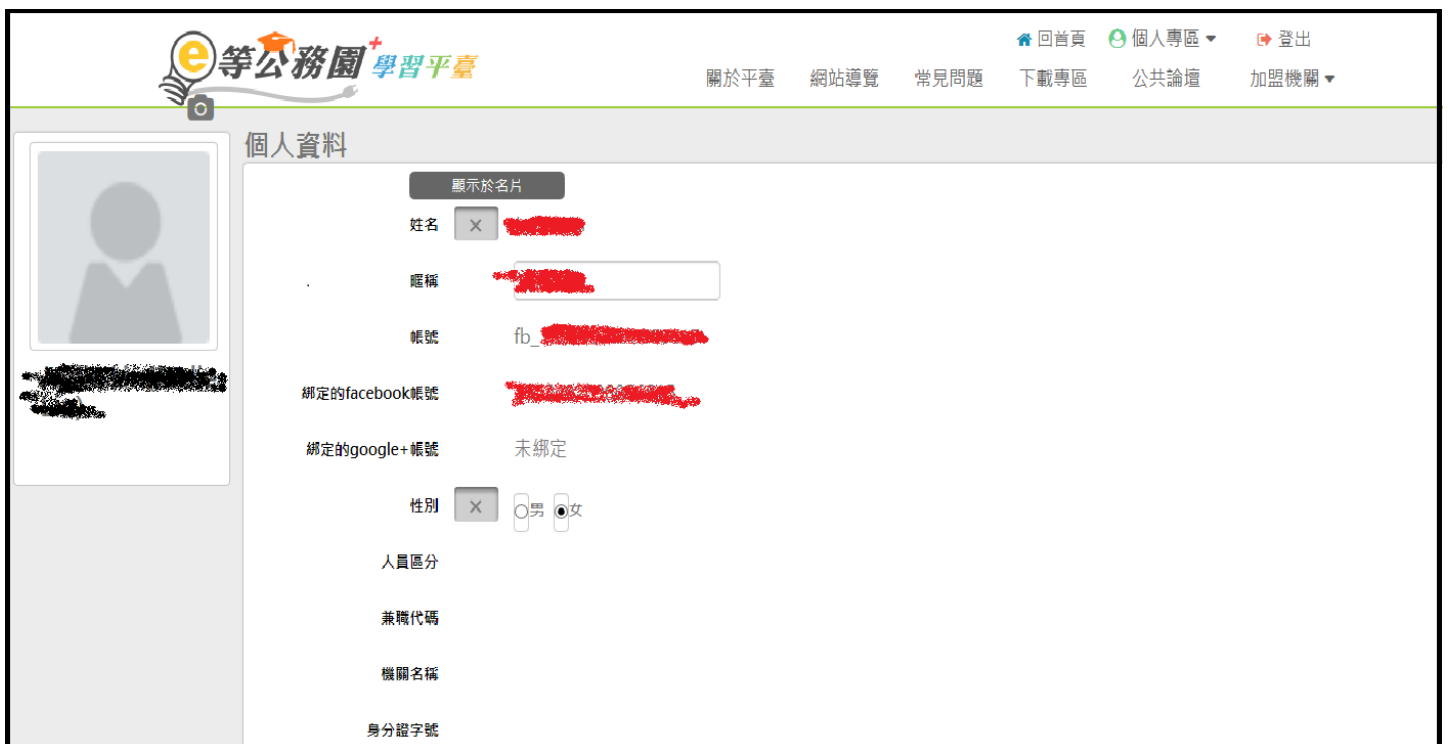 回首頁 個人專區 登出
e等公務園+學習平臺
關於平臺 網站導覽 常見問題 下載專區 公共論壇 加盟機關
個人資料
顯示於名片
姓名
暱稱
帳號 fb_
綁定的facebook帳號
綁定的google+帳號 未綁定
性別 男 女
人員區分
兼職代碼
機關名稱
身分證字號